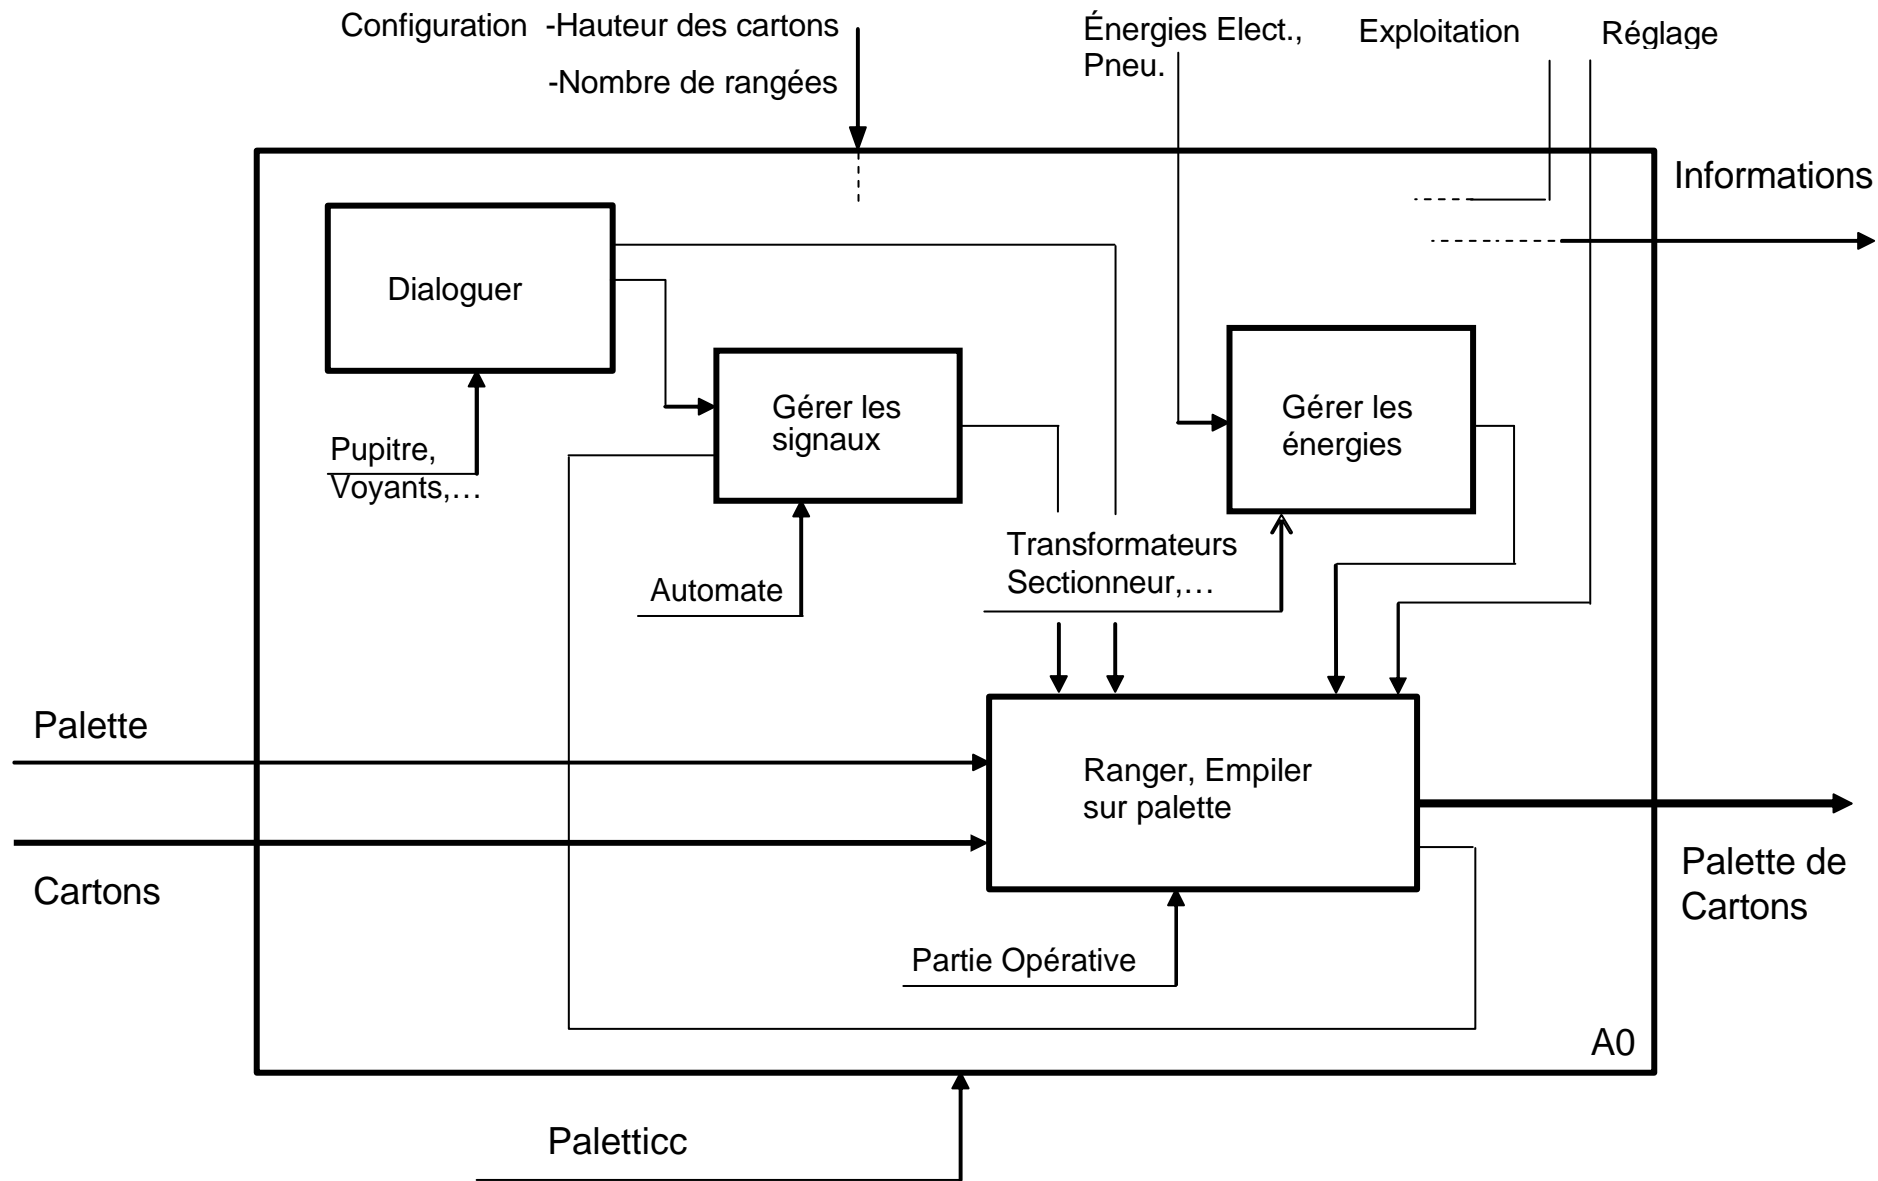 Configuration -Hauteur des cartons
-Nombre de rangées
Énergies Elect.,
Pneu.
Exploitation
Réglage
Informations
Dialoguer
Gérer les
signaux
Gérer les
énergies
Pupitre,
Voyants,…
Transformateurs
Sectionneur,…
Automate
Palette
Ranger, Empiler
sur palette
Cartons
Palette de
Cartons
Partie Opérative
A0
Paletticc